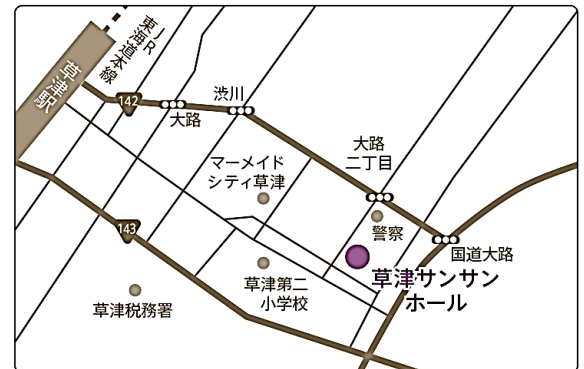 JR
東海道本線
草津駅
142
大路
渋川
大路
二丁目
マーメイド
シティ草津
警察
国道大路
143
草津サンサン
ホール
草津第二
小学校
草津税務署